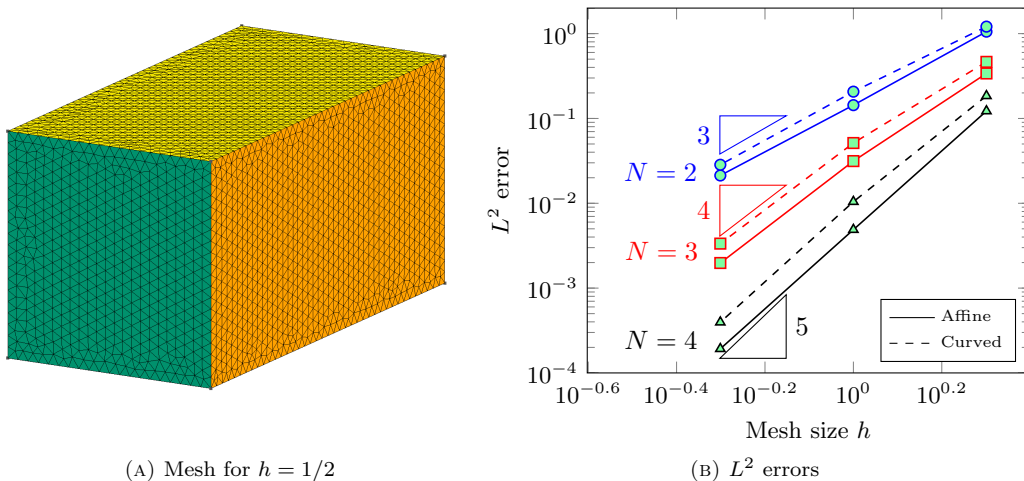 10^0
10^{-1}
10^{-2}
10^{-3}
10^{-4}
L^2 error
3
N = 2
4
N = 3
N = 4
5
Affine
Curved
10^{-0.6} 10^{-0.4} 10^{-0.2} 10^0 10^{0.2}
Mesh size h
(A) Mesh for h = 1/2
(B) L^2 errors